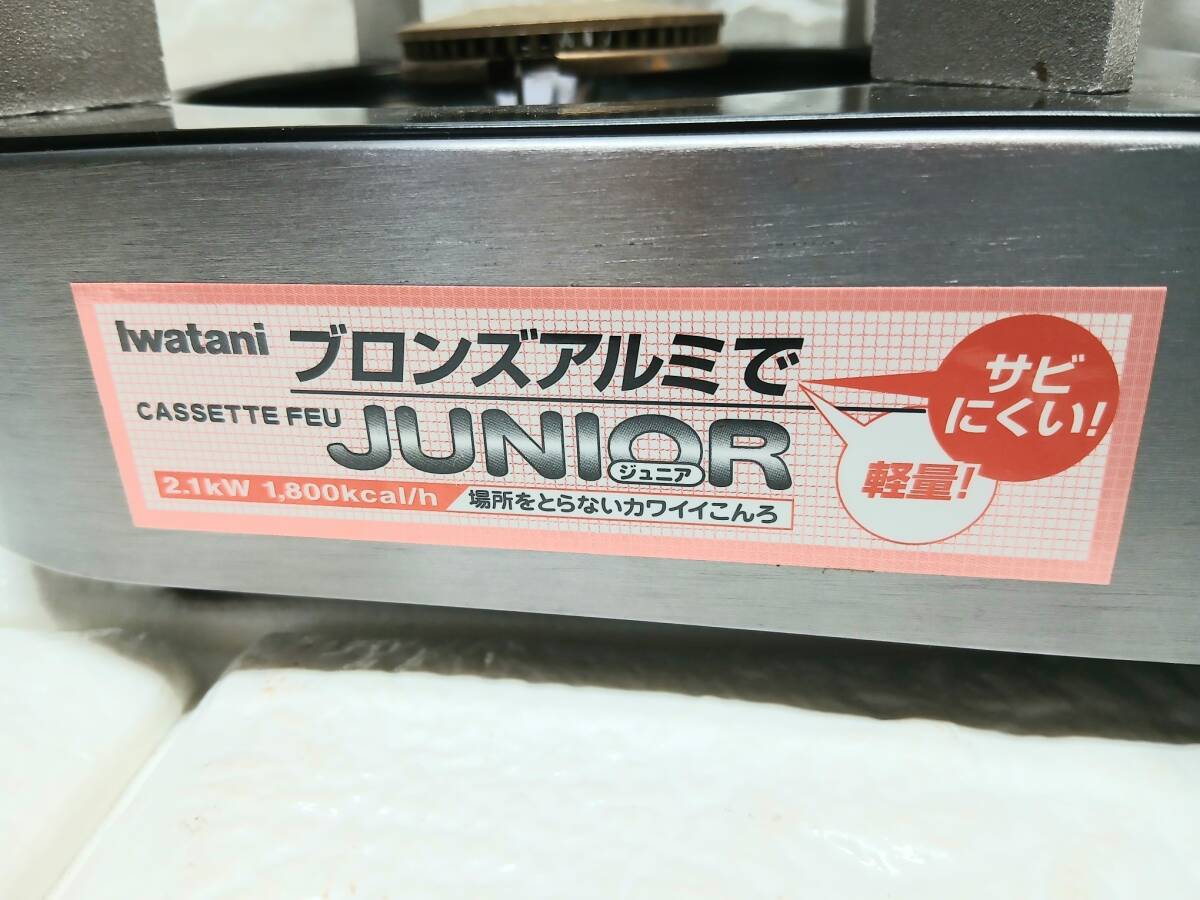 Iwatani ブロンズアルミで
サビ
にくい!
軽量!
CASSETTE FEU JUNIOR
ジュニア
2.1kW 1,800kcal/h 場所をとらないカワイイこんろ